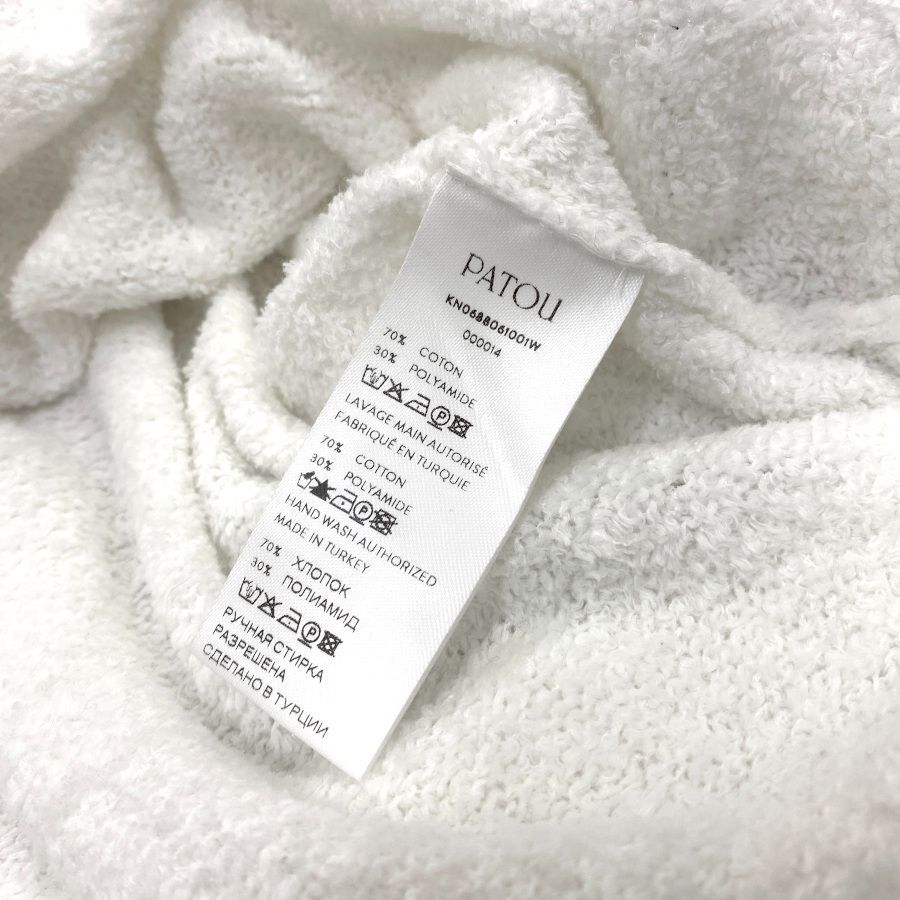 PATOU
KN0688061001W
000014
70% COTON
30% POLYAMIDE
LAVAGE MAIN AUTORISÉ
FABRIQUÉ EN TURQUIE
70% COTTON
30% POLYAMIDE
HAND WASH AUTHORIZED
MADE IN TURKEY
70% ХЛОПОК
30% ПОЛИАМИД
РУЧНАЯ СТИРКА
РАЗРЕШЕНА
СДЕЛАНО В ТУРЦИИ